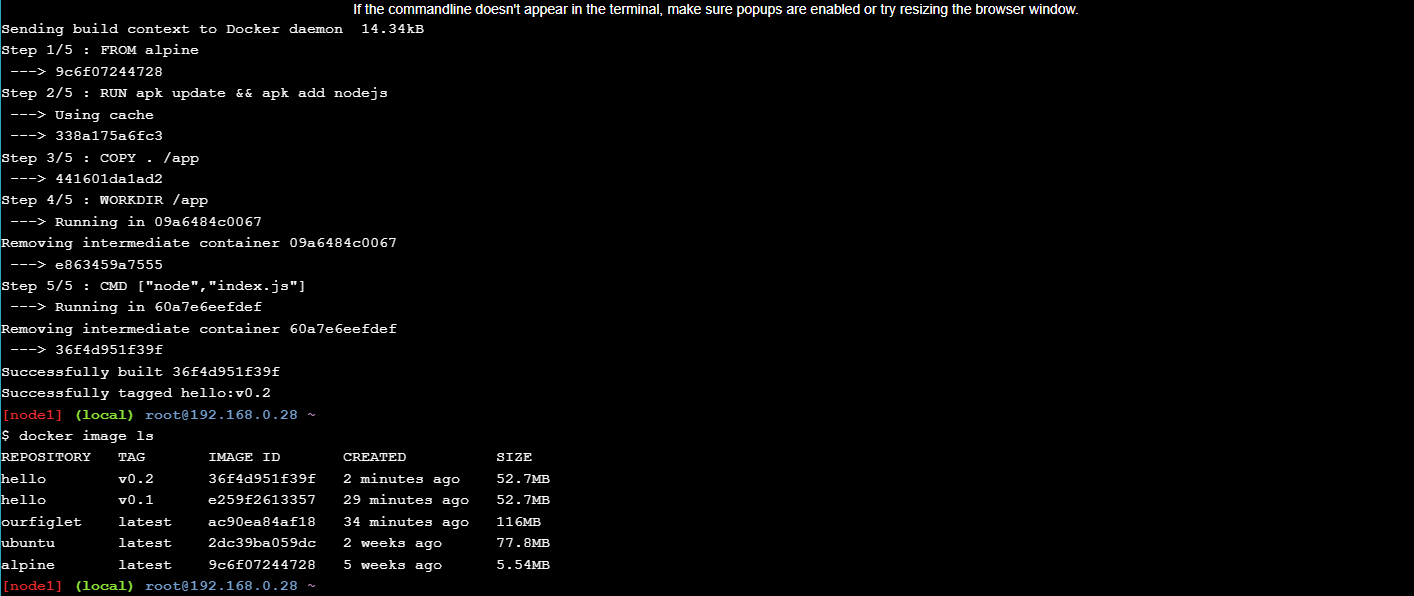 If the commandline doesn't appear in the terminal, make sure popups are enabled or try resizing the browser window.
Sending build context to Docker daemon  14.34kB
Step 1/5 : FROM alpine
 ---> 9c6f07244728
Step 2/5 : RUN apk update && apk add nodejs
 ---> Using cache
 ---> 338a175a6fc3
Step 3/5 : COPY . /app
 ---> 441601da1ad2
Step 4/5 : WORKDIR /app
 ---> Running in 09a6484c0067
Removing intermediate container 09a6484c0067
 ---> e863459a7555
Step 5/5 : CMD ["node","index.js"]
 ---> Running in 60a7e6eefdef
Removing intermediate container 60a7e6eefdef
 ---> 36f4d951f39f
Successfully built 36f4d951f39f
Successfully tagged hello:v0.2
[node1] (local) root@192.168.0.28 ~
$ docker image ls
REPOSITORY   TAG       IMAGE ID       CREATED          SIZE
hello        v0.2      36f4d951f39f   2 minutes ago    52.7MB
hello        v0.1      e259f2613357   29 minutes ago   52.7MB
ourfiglet    latest    ac90ea84af18   34 minutes ago   116MB
ubuntu       latest    2dc39ba059dc   2 weeks ago      77.8MB
alpine       latest    9c6f07244728   5 weeks ago      5.54MB
[node1] (local) root@192.168.0.28 ~